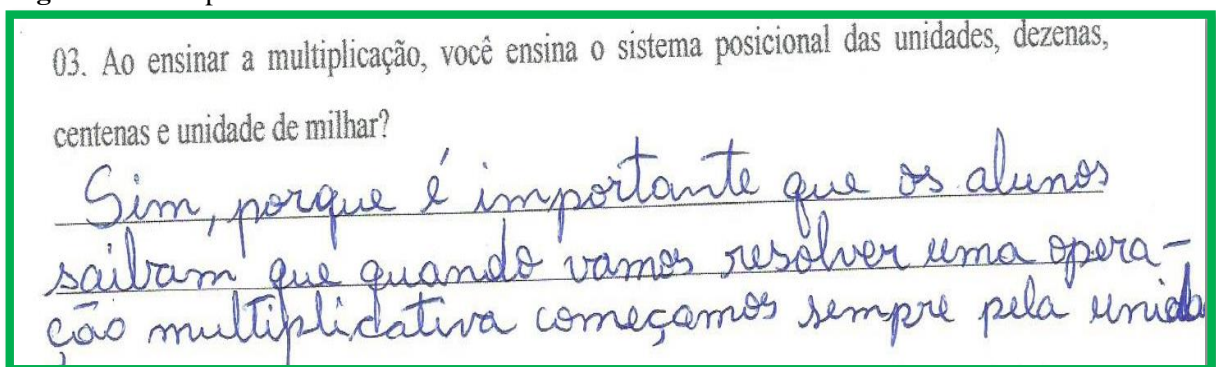 03. Ao ensinar a multiplicação, você ensina o sistema posicional das unidades, dezenas,
centenas e unidade de milhar?
Sim, porque é importante que os alunos
saibam que quando vamos resolver uma opera-
ção multiplicativa começamos sempre pela unida